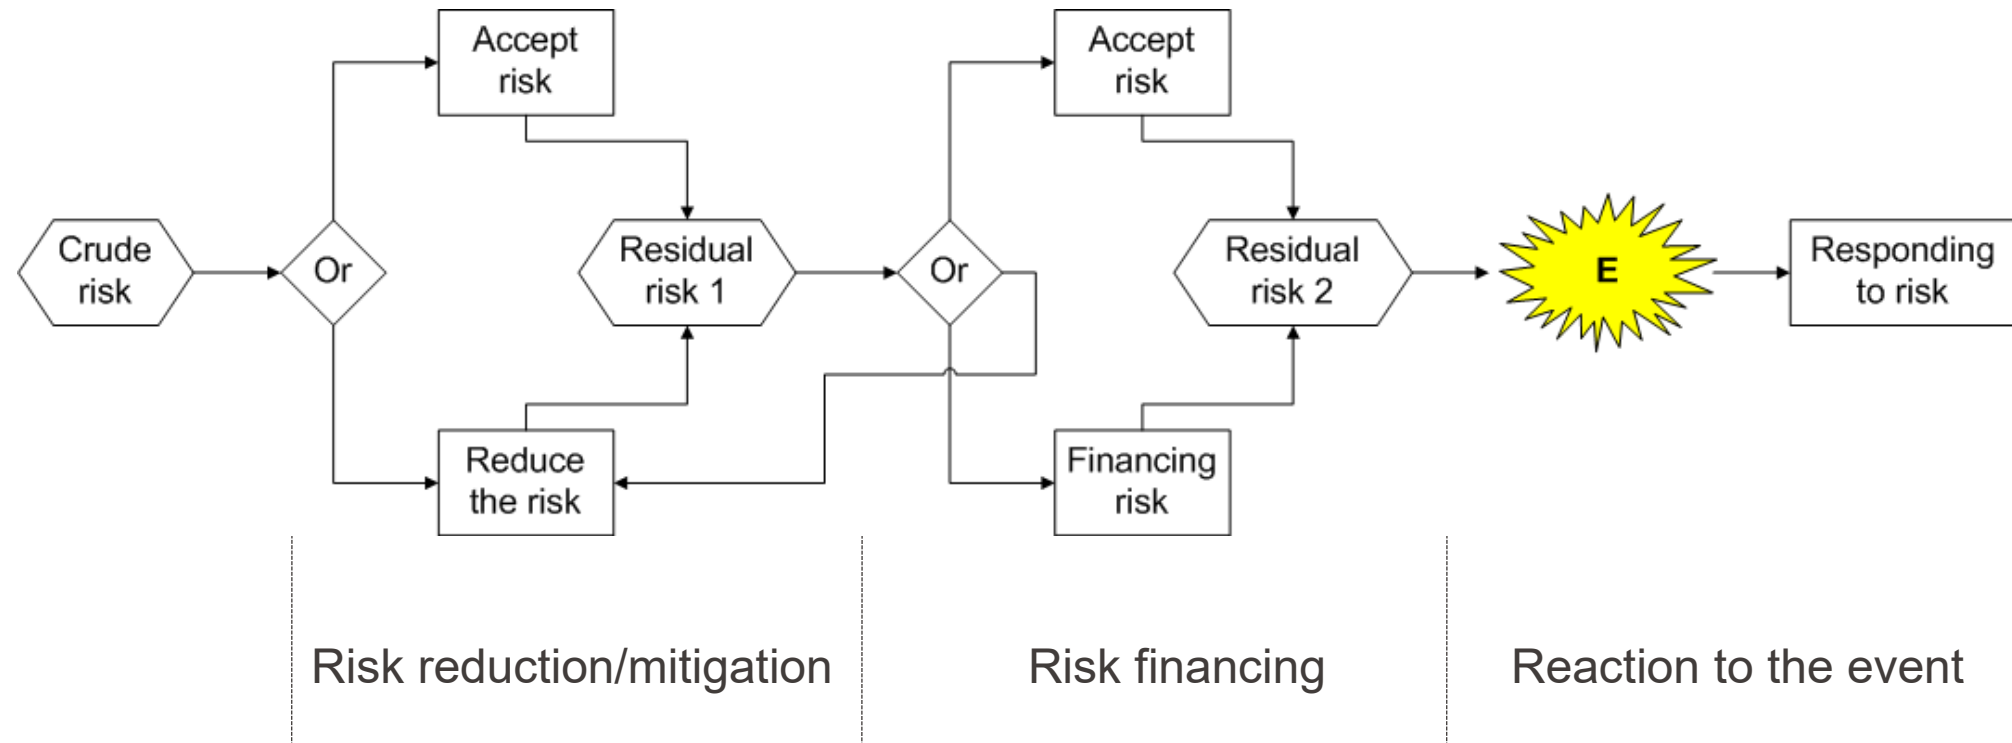 Accept
risk
Accept
risk
Crude
risk
Or
Residual
risk 1
Or
Residual
risk 2
E
Responding
to risk
Reduce
the risk
Financing
risk
Risk reduction/mitigation
Risk financing
Reaction to the event